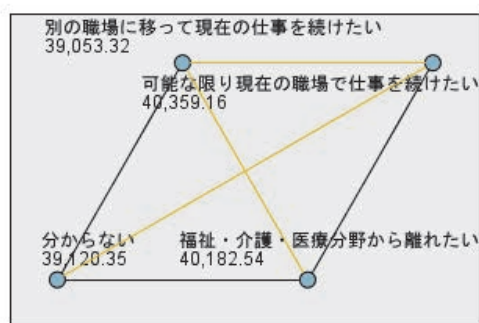 別の職場に移って現在の仕事を続けたい
39,053.32
可能な限り現在の職場で仕事を続けたい
40,359.16
分からない
39,120.35
福祉・介護・医療分野から離れたい
40,182.54